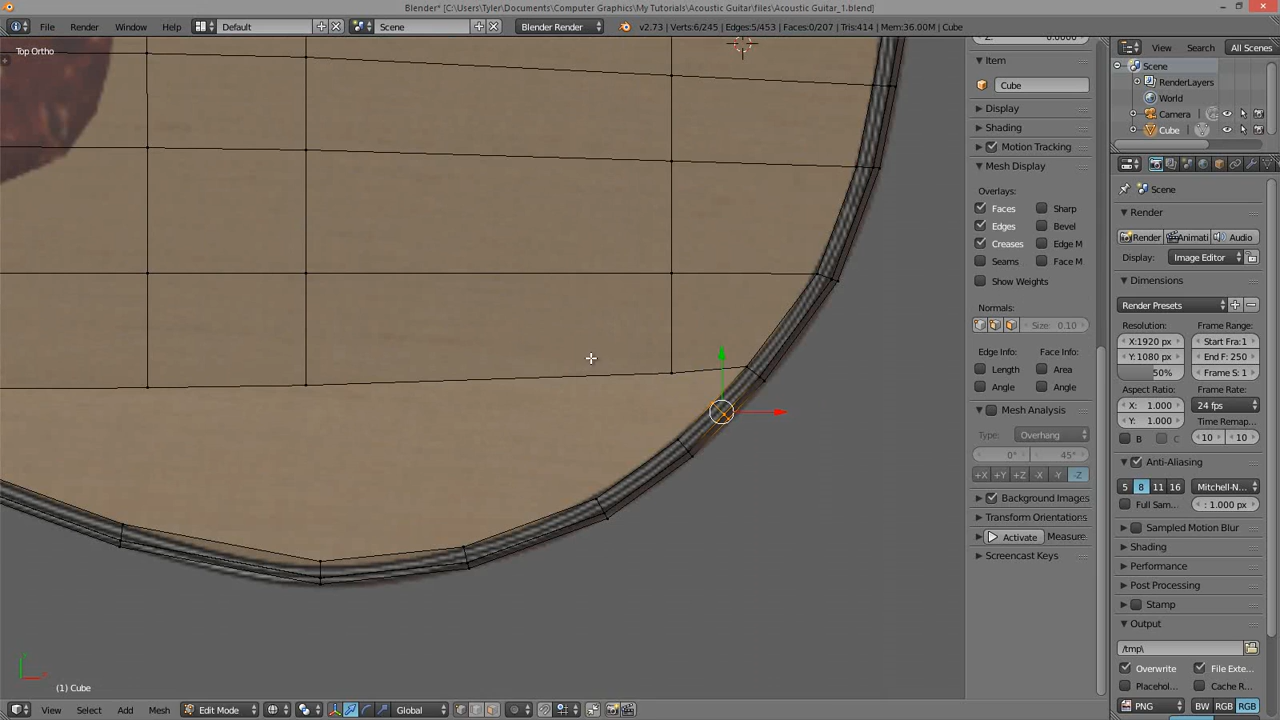 Blender* [C:\Users\Tyler\Documents\Computer Graphics\My Tutorials\Acoustic Guitar\files\Acoustic Guitar_1.blend]
File Render Window Help Default Scene Blender Render v2.73 | Verts:6/245 | Edges:5/453 | Faces:0/207 | Tris:414 | Mem:36.00M | Cube
View Search All Scenes
Top Ortho
Z: 0.0000
Item
Cube
Display
Shading
Motion Tracking
Mesh Display
Overlays:
Faces Sharp
Edges Bevel
Creases Edge M
Seams Face M
Show Weights
Normals:
Size: 0.10
Edge Info: Face Info:
Length Area
Angle Angle
Mesh Analysis
Type: Overhang
0° 45°
+X +Y +Z -X -Y -Z
Background Images
Transform Orientations
Activate Measure
Screencast Keys
Scene
RenderLayers
World
Camera
Cube
Scene
Render
Render Animati Audio
Display: Image Editor
Dimensions
Render Presets
Resolution: Frame Range:
X:1920 px Start Fra:1
Y:1080 px End F: 250
50% Frame S: 1
Aspect Ratio: Frame Rate:
X: 1.000 24 fps
Y: 1.000 Time Remap...
B C 10 10
Anti-Aliasing
5 8 11 16 Mitchell-N...
Full Sam... : 1.000 px
Sampled Motion Blur
Shading
Performance
Post Processing
Stamp
Output
/tmp\
Overwrite File Exte...
Placehol... Cache R...
PNG BW RGB RGB
(1) Cube
View Select Add Mesh Edit Mode Global